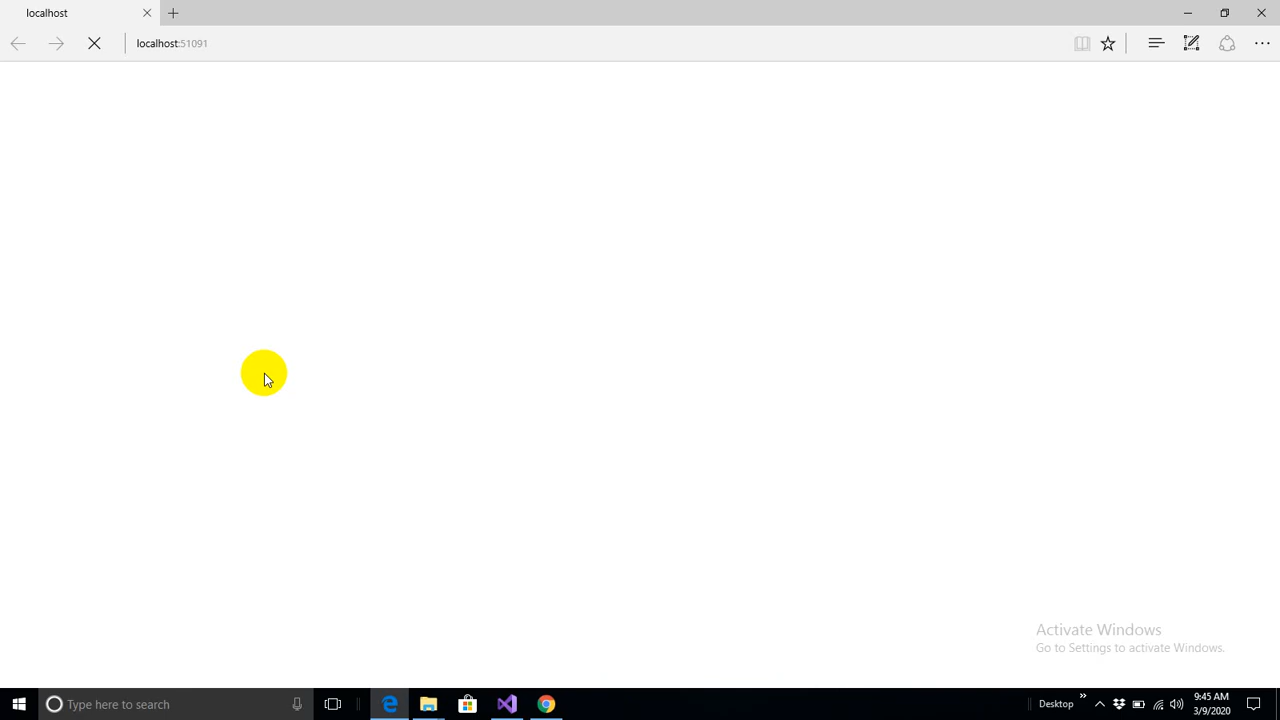 localhost
localhost:51091
Activate Windows
Go to Settings to activate Windows.
Type here to search
Desktop
9:45 AM
3/9/2020